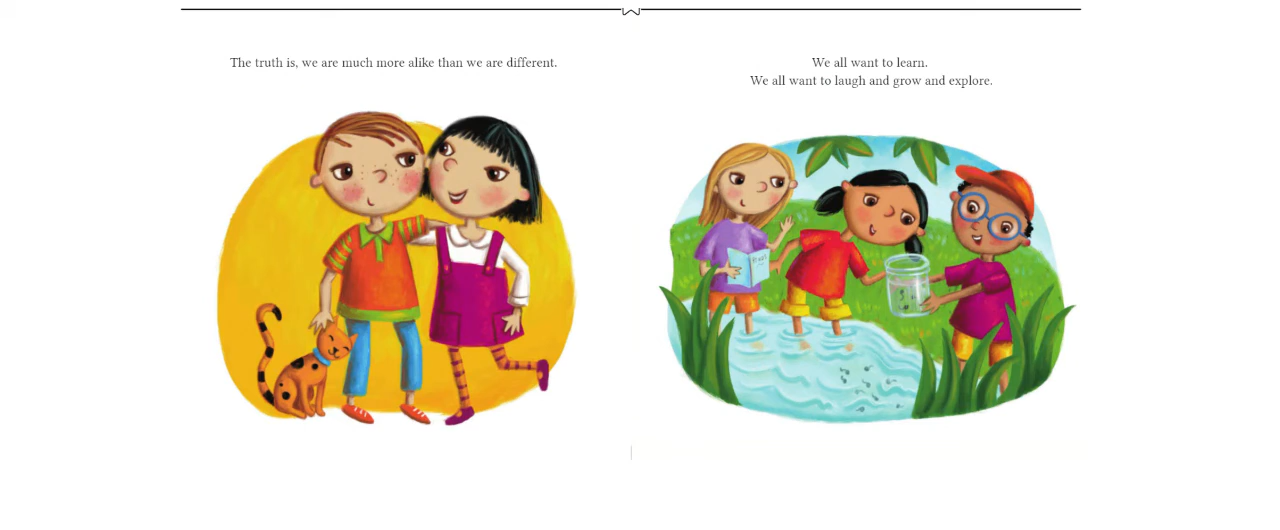 The truth is, we are much more alike than we are different.
We all want to learn.
We all want to laugh and grow and explore.